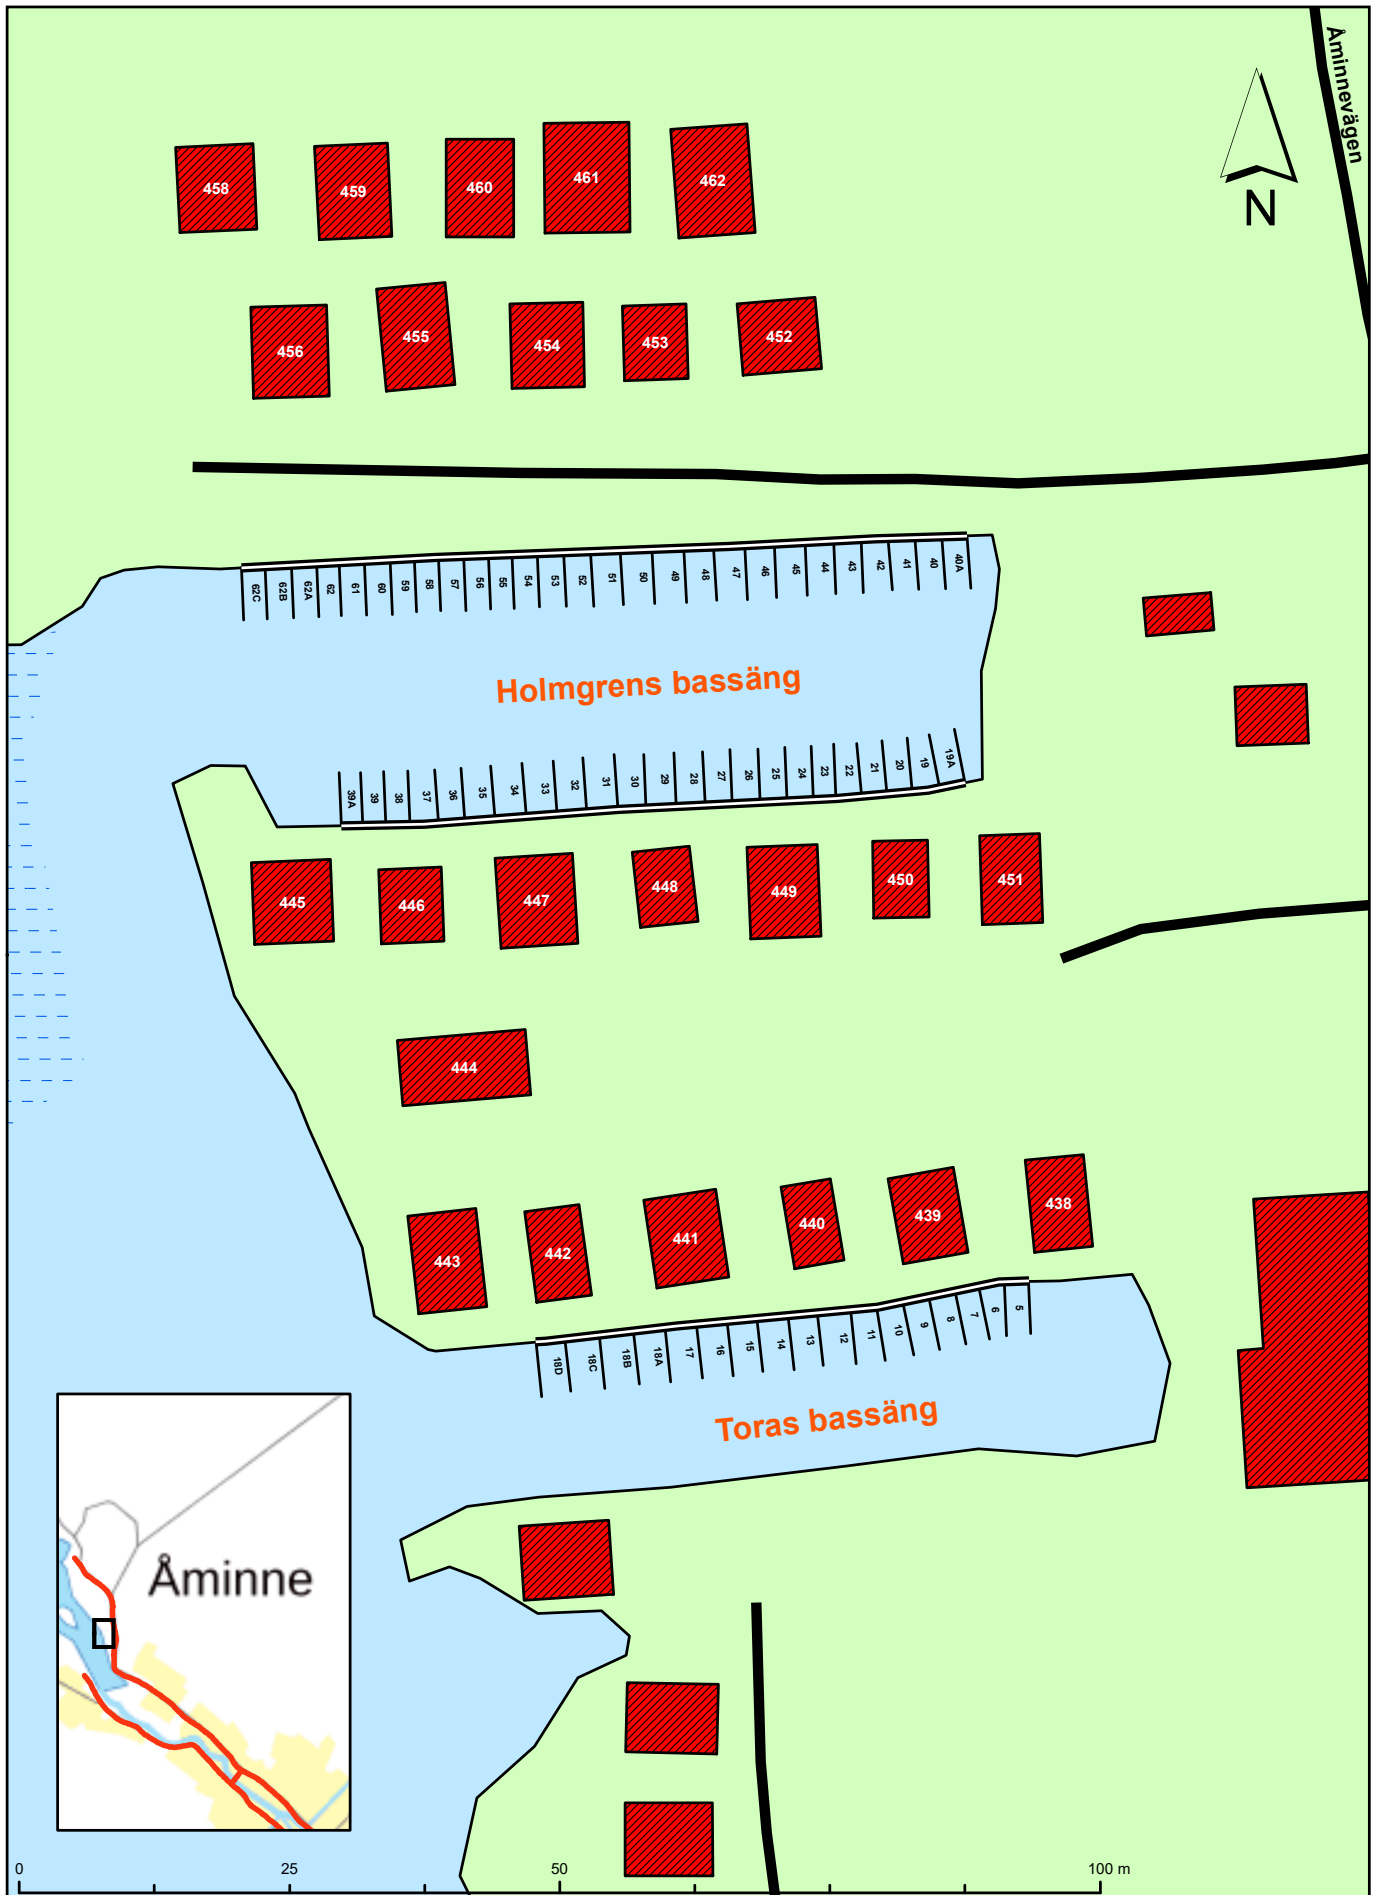 Åminnevägen
N
458 459 460 461 462
456 455 454 453 452
62C 62B 62A 62 61 60 59 58 57 56 55 54 53 52 51 50 49 48 47 46 45 44 43 42 41 40 40A
Holmgrens bassäng
39A 39 38 37 36 35 34 33 32 31 30 29 28 27 26 25 24 23 22 21 20 19 19A
445 446 447 448 449 450 451
444
443 442 441 440 439 438
18D 18C 18B 18A 17 16 15 14 13 12 11 10 9 8 7 6 5
Toras bassäng
Åminne
0 25 50 100 m